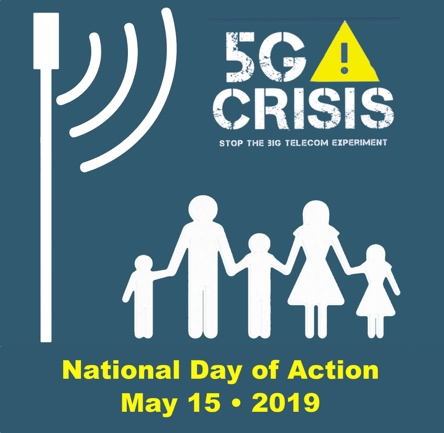 5G
CRISIS
STOP THE BIG TELECOM EXPERIMENT
National Day of Action
May 15 • 2019